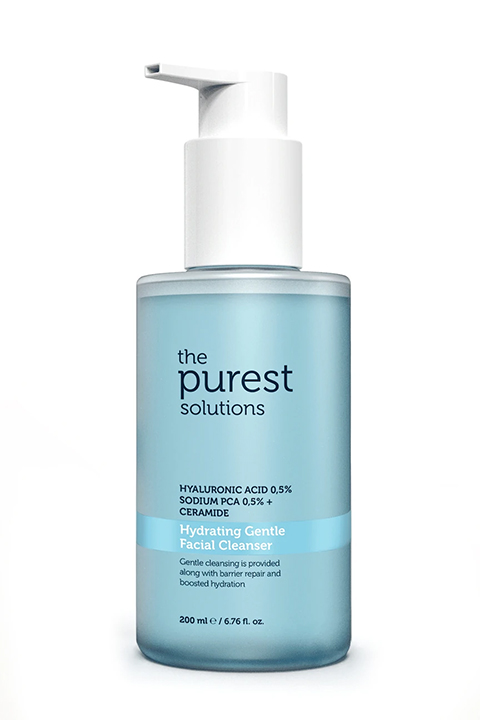 the
purest
solutions
HYALURONIC ACID 0,5%
SODIUM PCA 0,5% +
CERAMIDE
Hydrating Gentle
Facial Cleanser
Gentle cleansing is provided
along with barrier repair and
boosted hydration
200 ml ℮ / 6.76 fl. oz.